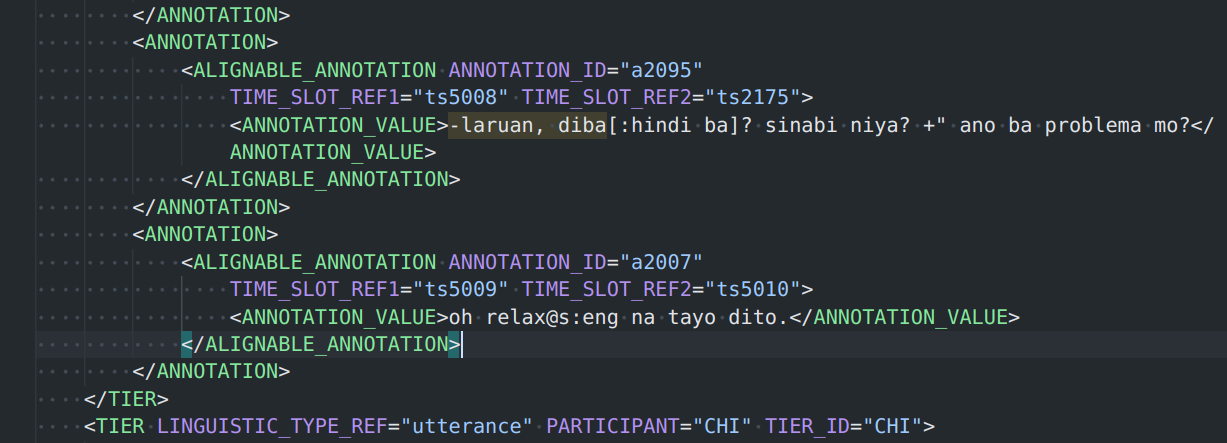 </ANNOTATION>
<ANNOTATION>
<ALIGNABLE_ANNOTATION ANNOTATION_ID="a2095"
TIME_SLOT_REF1="ts5008" TIME_SLOT_REF2="ts2175">
<ANNOTATION_VALUE>-laruan, diba[:hindi ba]? sinabi niya? +" ano ba problema mo?</
ANNOTATION_VALUE>
</ALIGNABLE_ANNOTATION>
</ANNOTATION>
<ANNOTATION>
<ALIGNABLE_ANNOTATION ANNOTATION_ID="a2007"
TIME_SLOT_REF1="ts5009" TIME_SLOT_REF2="ts5010">
<ANNOTATION_VALUE>oh relax@s:eng na tayo dito.</ANNOTATION_VALUE>
</ALIGNABLE_ANNOTATION>
</ANNOTATION>
</TIER>
<TIER LINGUISTIC_TYPE_REF="utterance" PARTICIPANT="CHI" TIER_ID="CHI">